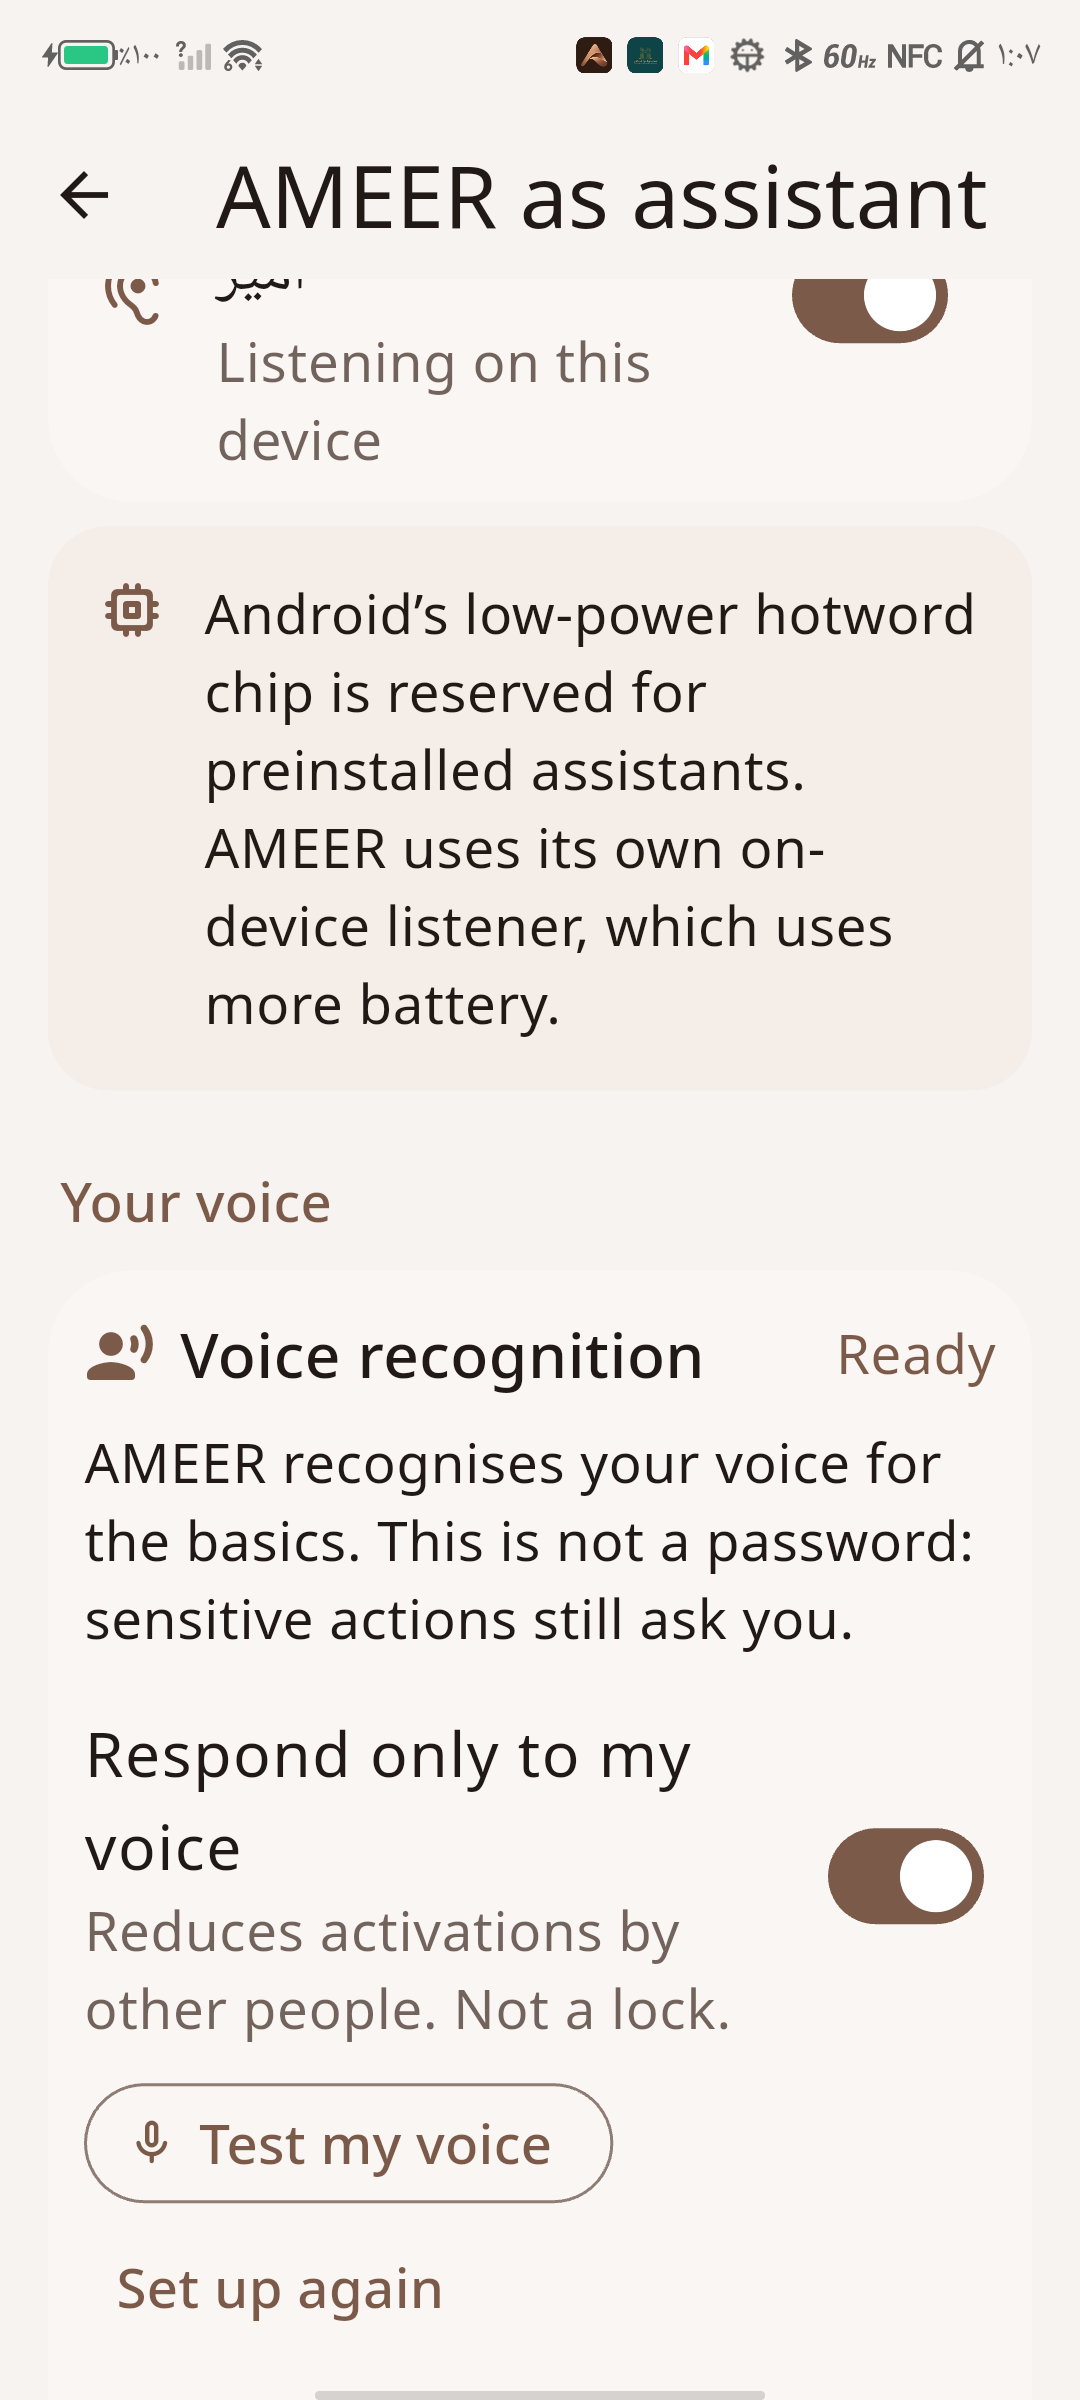 ٪١٠٠ ? 6 60Hz NFC ١:٠٧
AMEER as assistant
Listening on this
device
Android’s low-power hotword
chip is reserved for
preinstalled assistants.
AMEER uses its own on-
device listener, which uses
more battery.
Your voice
Voice recognition Ready
AMEER recognises your voice for
the basics. This is not a password:
sensitive actions still ask you.
Respond only to my
voice
Reduces activations by
other people. Not a lock.
Test my voice
Set up again